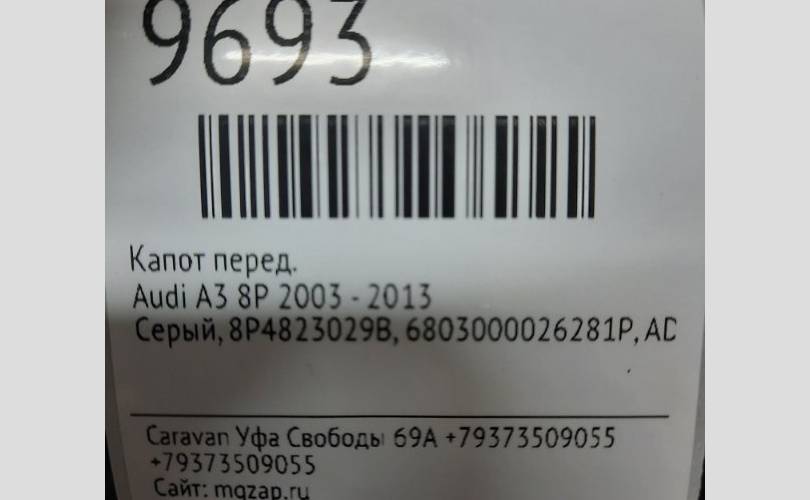 9693
Капот перед.
Audi A3 8P 2003 - 2013
Серый, 8P4823029B, 6803000026281P, AD
Caravan Уфа Свободы 69А +79373509055
+79373509055
Сайт: mgzap.ru